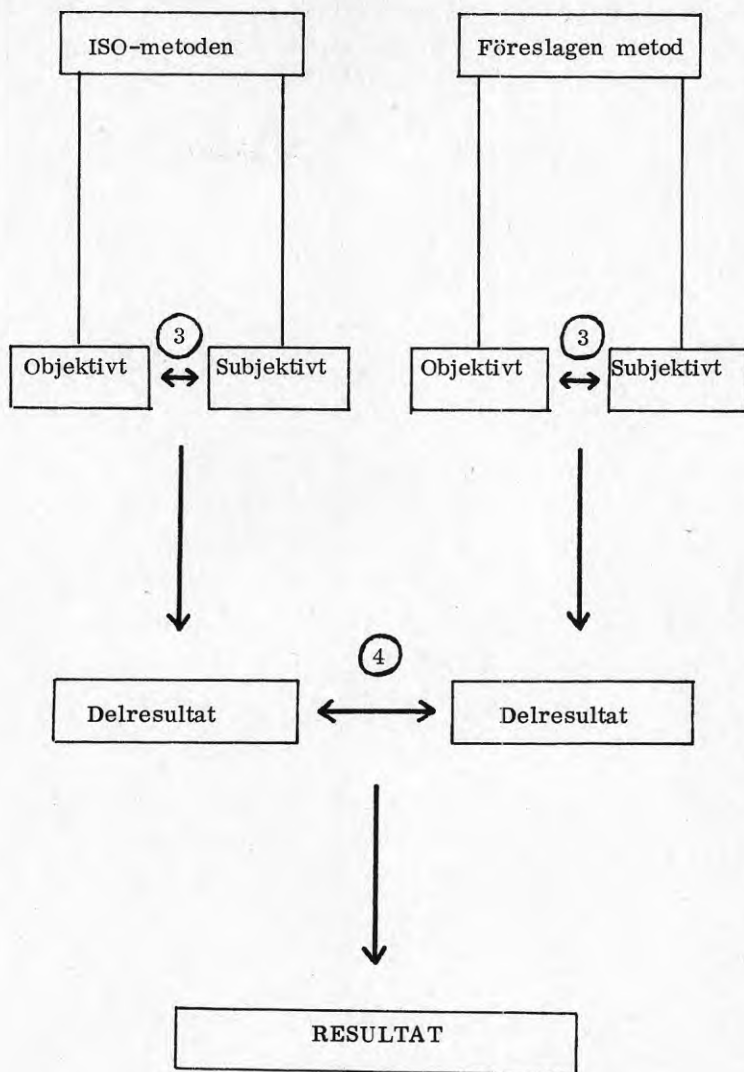 ISO-metoden
Föreslagen metod
3
3
Objektivt
Subjektivt
Objektivt
Subjektivt
4
Delresultat
Delresultat
RESULTAT